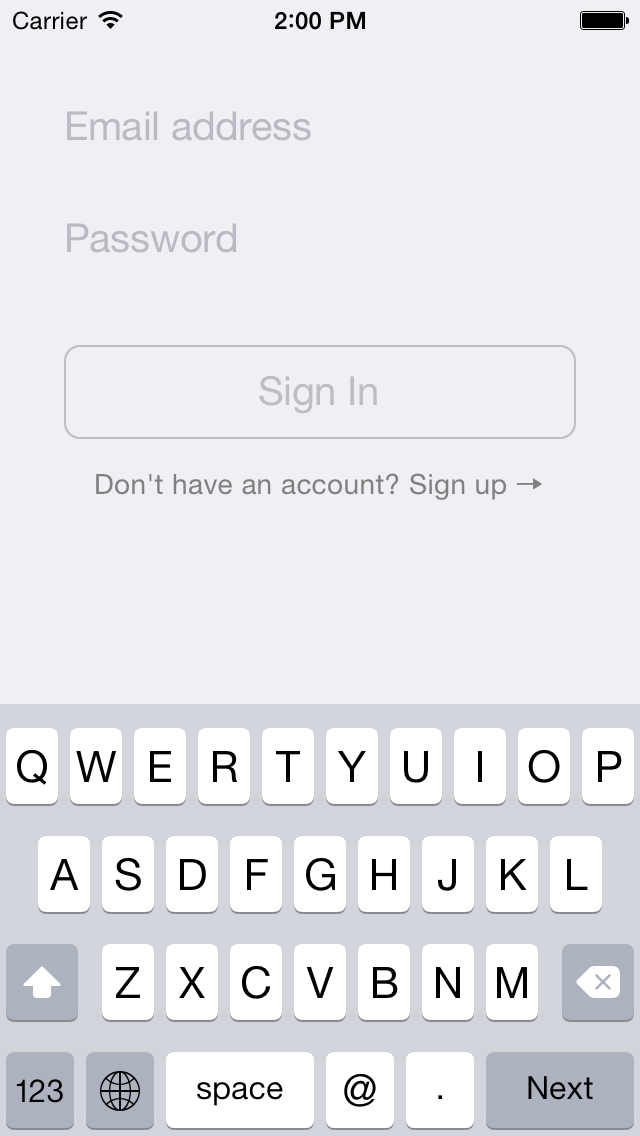 Carrier 2:00 PM
Email address
Password
Sign In
Don't have an account? Sign up →
Q W E R T Y U I O P
A S D F G H J K L
Z X C V B N M
123 space @ . Next